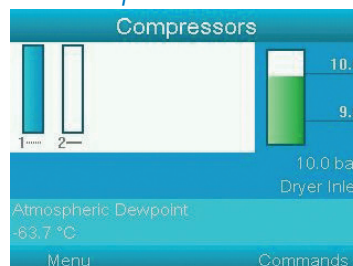 Compressors
10.
9.
1 2
10.0 ba
Dryer Inle
Atmospheric Dewpoint
-63.7 °C
Menu Commands